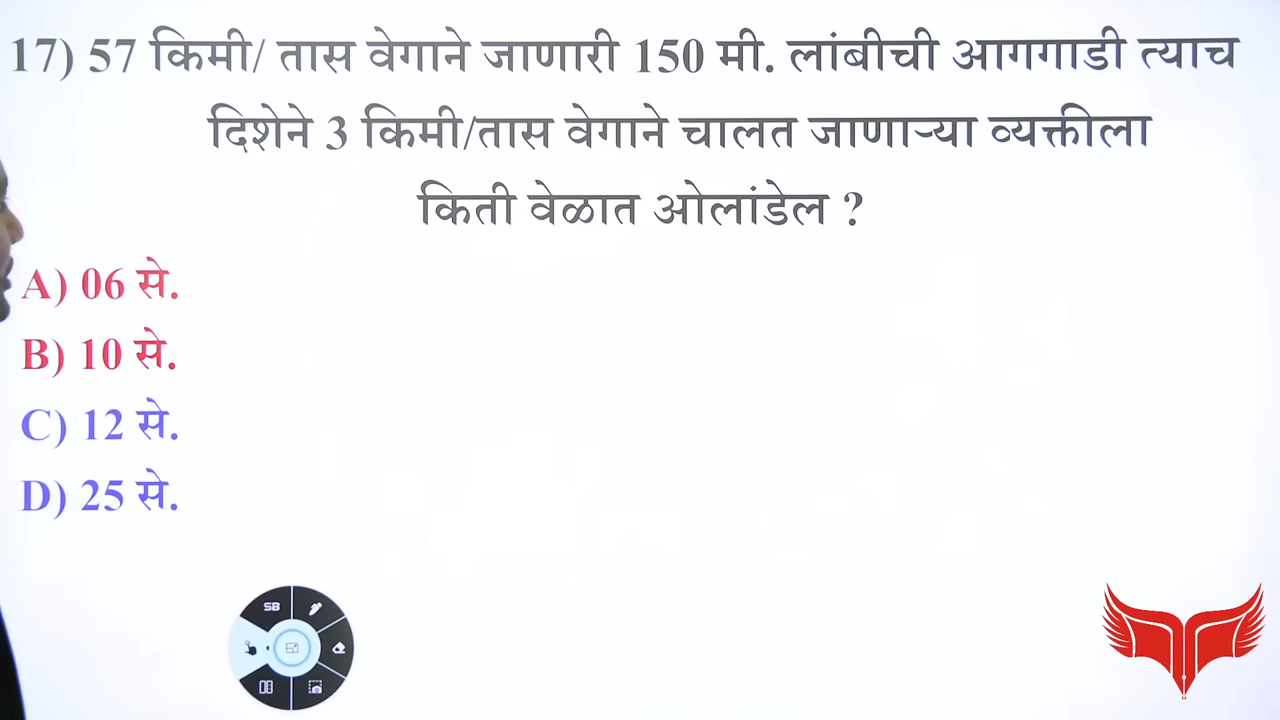 17) 57 किमी/ तास वेगाने जाणारी 150 मी. लांबीची आगगाडी त्याच
दिशेने 3 किमी/तास वेगाने चालत जाणाऱ्या व्यक्तीला
किती वेळात ओलांडेल ?
A) 06 से.
B) 10 से.
C) 12 से.
D) 25 से.
SB